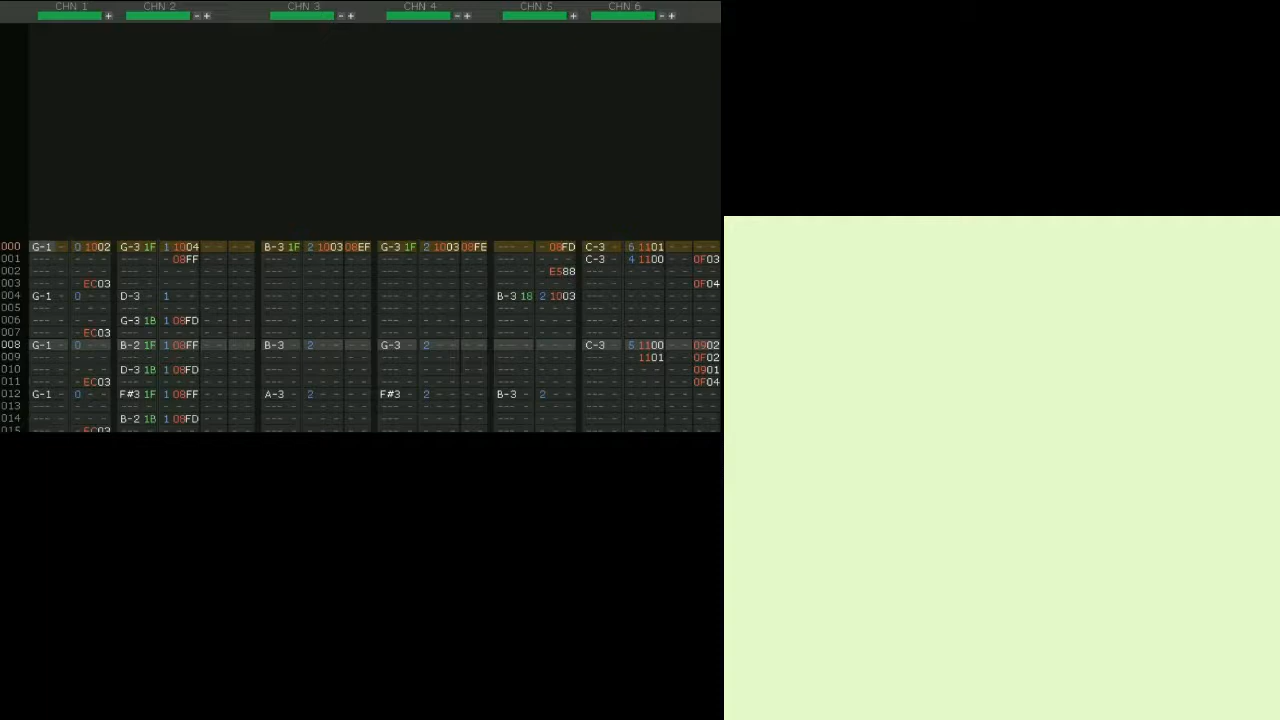 CHN 1 + CHN 2 - + CHN 3 - + CHN 4 - + CHN 5 + CHN 6 - +
000 G-1 - 0 1002 G-3 1F 1 1004 - - - - B-3 1F 2 1003 08EF G-3 1F 2 1003 08FE --- - - 08FD C-3 - 6 1101 - - - -
001 --- - - - - --- - - 08FF - - - - --- - - - - - - --- - - - - - - --- - - - - C-3 - 4 1100 - - 0F03
002 --- - - - - --- - - - - - - - - --- - - - - - - --- - - - - - - --- - - E588 --- - - - - - - - -
003 --- - - EC03 --- - - - - - - - - --- - - - - - - --- - - - - - - --- - - - - --- - - - - - - 0F04
004 G-1 - 0 - - D-3 - 1 - - - - - - --- - - - - - - --- - - - - - - B-3 18 2 1003 --- - - - - - - - -
005 --- - - - - --- - - - - - - - - --- - - - - - - --- - - - - - - --- - - - - --- - - - - - - - -
006 --- - - - - G-3 1B 1 08FD - - - - --- - - - - - - --- - - - - - - --- - - - - --- - - - - - - - -
007 --- - - EC03 --- - - - - - - - - --- - - - - - - --- - - - - - - --- - - - - --- - - - - - - - -
008 G-1 - 0 - - B-2 1F 1 08FF - - - - B-3 - 2 - - - - G-3 - 2 - - - - --- - - - - C-3 - 5 1100 - - 0902
009 --- - - - - --- - - - - - - - - --- - - - - - - --- - - - - - - --- - - - - --- - - 1101 - - 0F02
010 --- - - - - D-3 1B 1 08FD - - - - --- - - - - - - --- - - - - - - --- - - - - --- - - - - - - 0901
011 --- - - EC03 --- - - - - - - - - --- - - - - - - --- - - - - - - --- - - - - --- - - - - - - 0F04
012 G-1 - 0 - - F#3 1F 1 08FF - - - - A-3 - 2 - - - - F#3 - 2 - - - - B-3 - 2 - - --- - - - - - - - -
013 --- - - - - --- - - - - - - - - --- - - - - - - --- - - - - - - --- - - - - --- - - - - - - - -
014 --- - - - - B-2 1B 1 08FD - - - - --- - - - - - - --- - - - - - - --- - - - - --- - - - - - - - -
015 --- - - EC03 --- - - - - - - - - --- - - - - - - --- - - - - - - --- - - - - --- - - - - - - - -